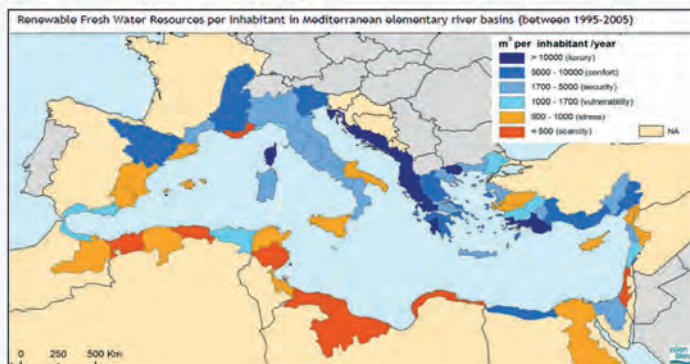 Renewable Fresh Water Resources per inhabitant in Mediterranean elementary river basins (between 1995-2005)
m³ per inhabitant /year
> 10000 (luxury)
5000 - 10000 (confort)
1700 - 5000 (security)
1000 - 1700 (vulnerability)
500 - 1000 (stress)
< 500 (scarcity)
NA
0 250 500 Km
plan
bleu